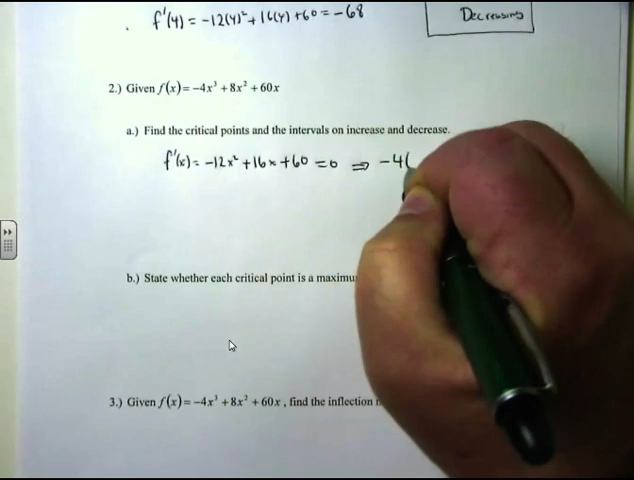 f'(4) = -12(4)² + 16(4) + 60 = -68
Decreasing
2.) Given f(x) = -4x³ + 8x² + 60x
a.) Find the critical points and the intervals on increase and decrease.
f'(x) = -12x² + 16x + 60 = 0 ⇒ -4(
b.) State whether each critical point is a
3.) Given f(x) = -4x³ + 8x² + 60x, find the inflection